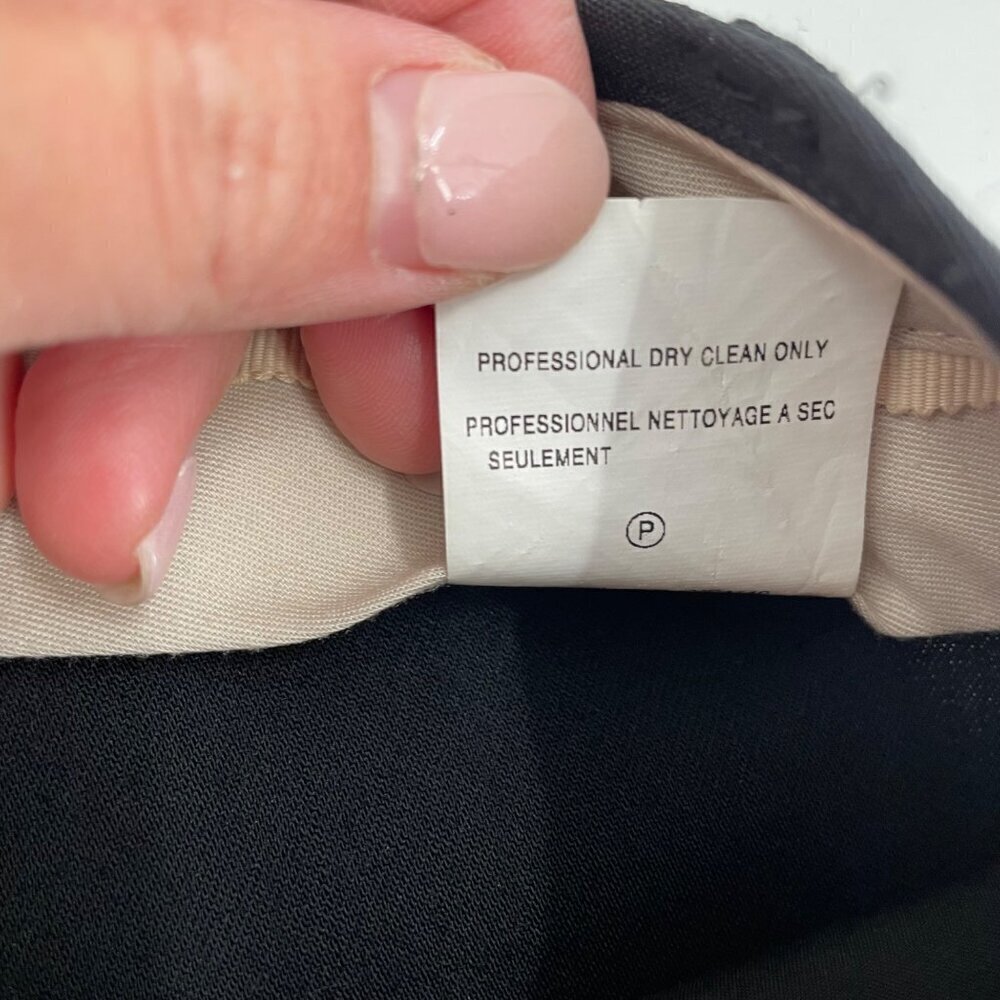 PROFESSIONAL DRY CLEAN ONLY
PROFESSIONNEL NETTOYAGE A SEC
SEULEMENT
P